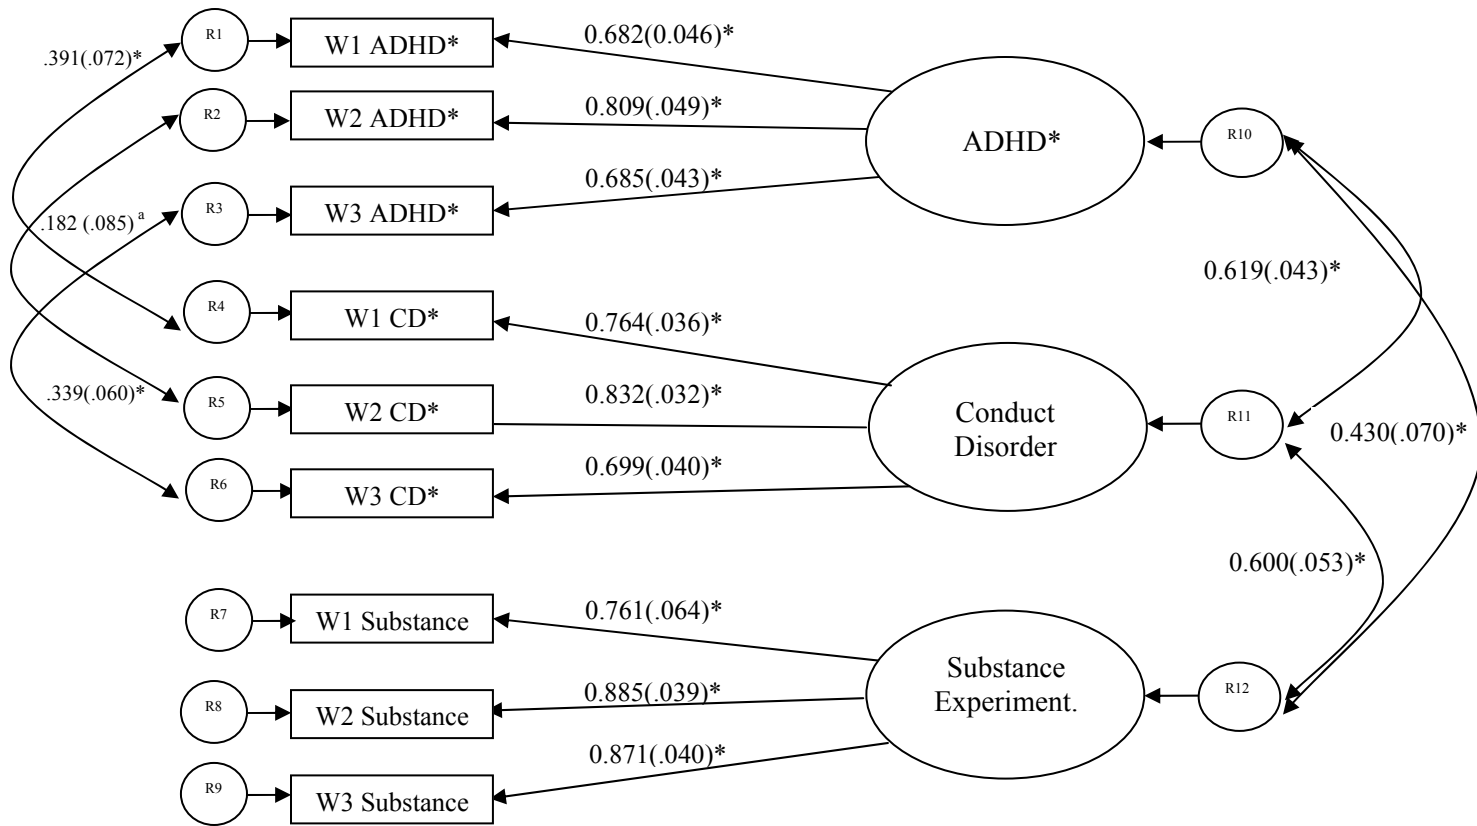 R1
W1 ADHD*
0.682(0.046)*
.391(.072)*
R2
W2 ADHD*
0.809(.049)*
ADHD*
R10
R3
W3 ADHD*
0.685(.043)*
.182 (.085) a
0.619(.043)*
R4
W1 CD*
0.764(.036)*
.339(.060)*
R5
W2 CD*
0.832(.032)*
Conduct
Disorder
R11
0.430(.070)*
R6
W3 CD*
0.699(.040)*
0.600(.053)*
R7
W1 Substance
0.761(.064)*
R8
W2 Substance
0.885(.039)*
Substance
Experiment.
R12
R9
W3 Substance
0.871(.040)*